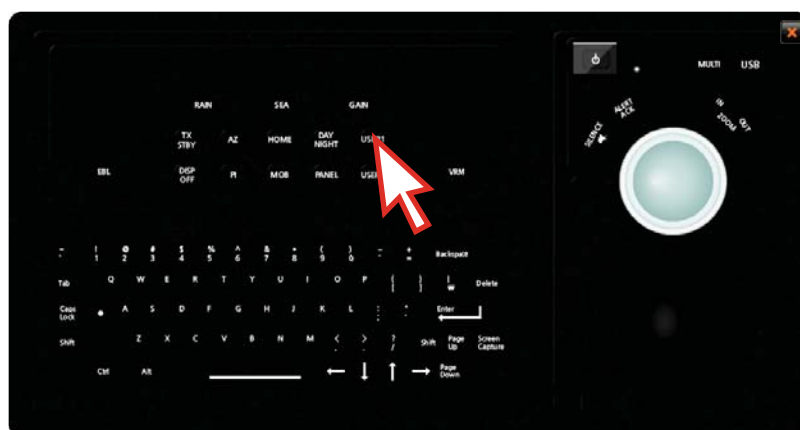 MULTI USB
RAIN SEA GAIN
ALERT ACK
SILENCE
IN ZOOM OUT
TX STBY AZ HOME DAY NIGHT
EBL DISP OFF PI MOB PANEL VRM
! @ # $ % ^ & * ( ) - +
1 2 3 4 5 6 7 8 9 0 = Backspace
Tab Q W E R T Y U I O P Delete
Caps Lock A S D F G H J K L Enter
Shift Z X C V B N M < > ? / Shift Page Up Screen Capture
Ctrl Alt ← ↓ ↑ → Page Down